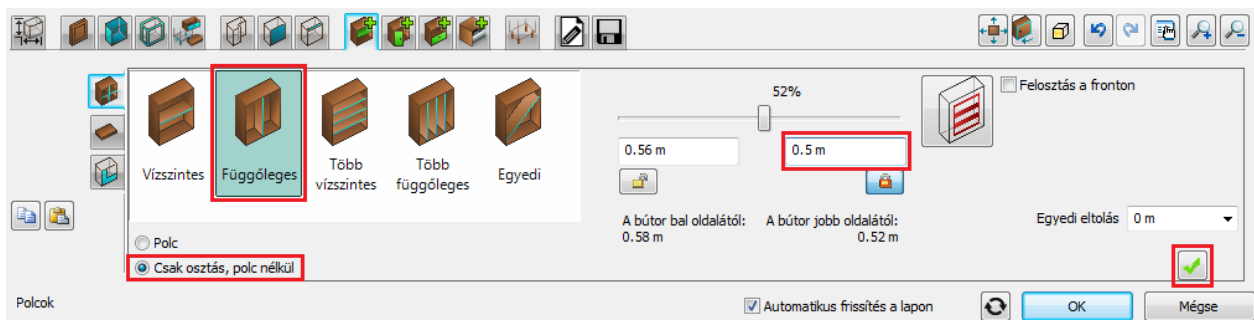 52%
Felosztás a fronton
0.56 m
0.5 m
Vízszintes
Függőleges
Több vízszintes
Több függőleges
Egyedi
A bútor bal oldalától:
0.58 m
A bútor jobb oldalától:
0.52 m
Egyedi eltolás
0 m
Polc
Csak osztás, polc nélkül
Polcok
Automatikus frissítés a lapon
OK
Mégse